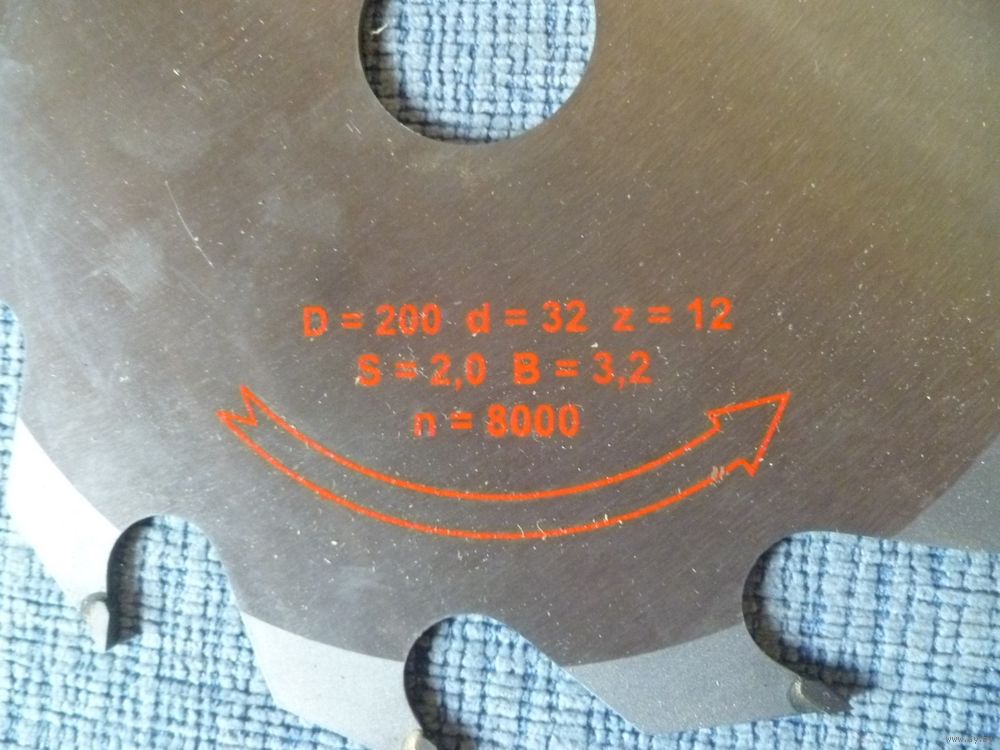 D = 200 d = 32 z = 12
S = 2,0 B = 3,2
n = 8000